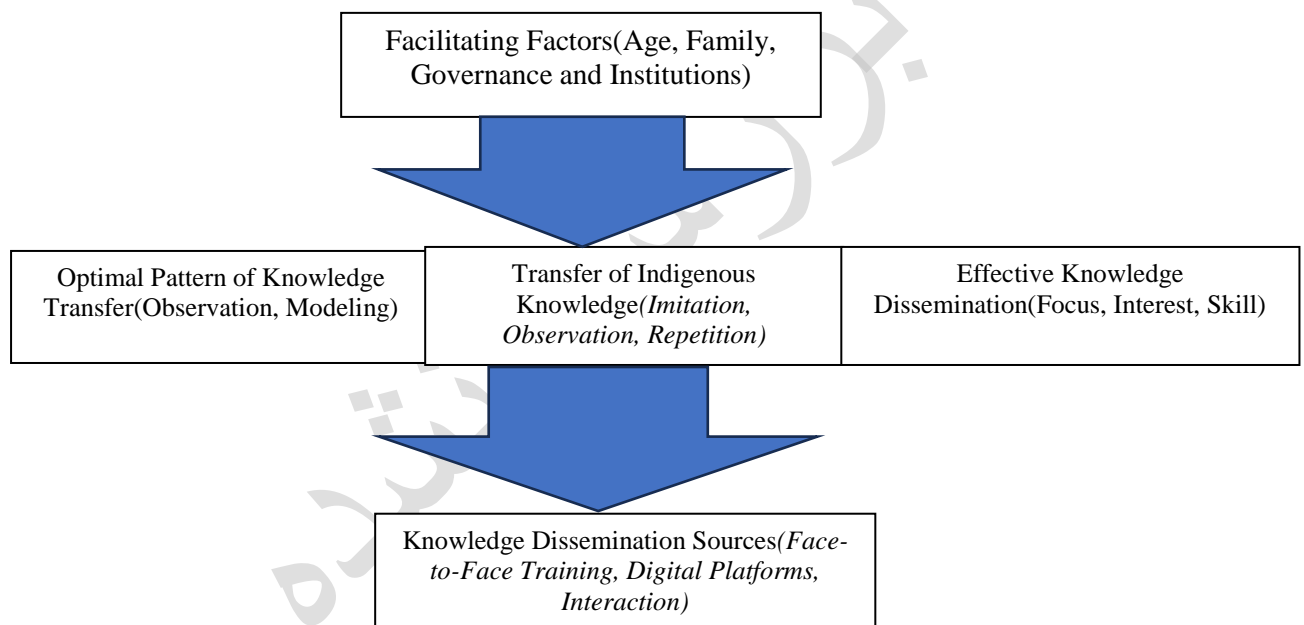 Facilitating Factors(Age, Family,
Governance and Institutions)
Optimal Pattern of Knowledge
Transfer(Observation, Modeling)
Transfer of Indigenous
Knowledge(Imitation,
Observation, Repetition)
Effective Knowledge
Dissemination(Focus, Interest, Skill)
Knowledge Dissemination Sources(Face-
to-Face Training, Digital Platforms,
Interaction)